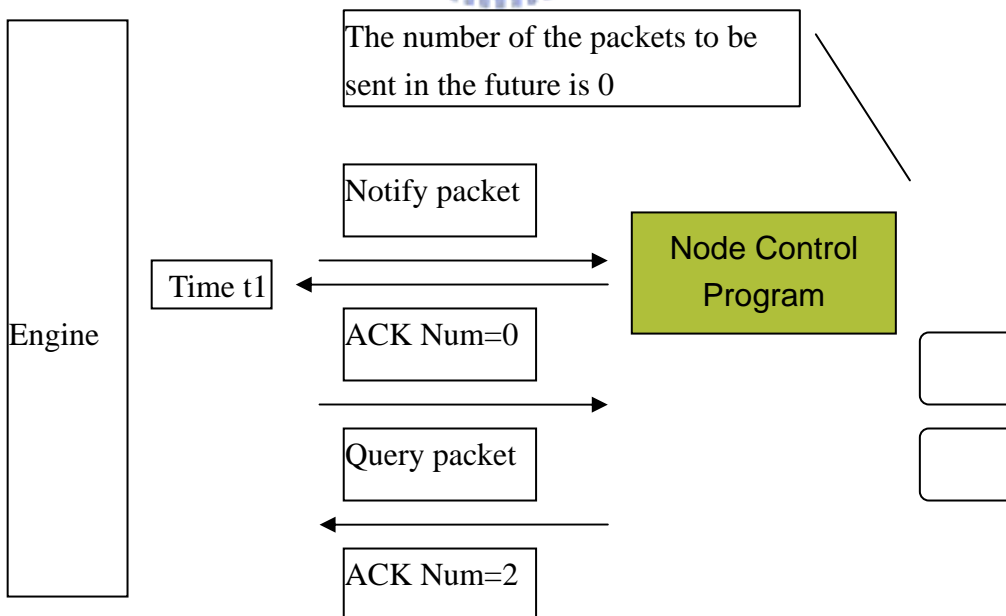 The number of the packets to be
sent in the future is 0
Notify packet
Node Control
Program
Time t1
Engine
ACK Num=0
Query packet
ACK Num=2